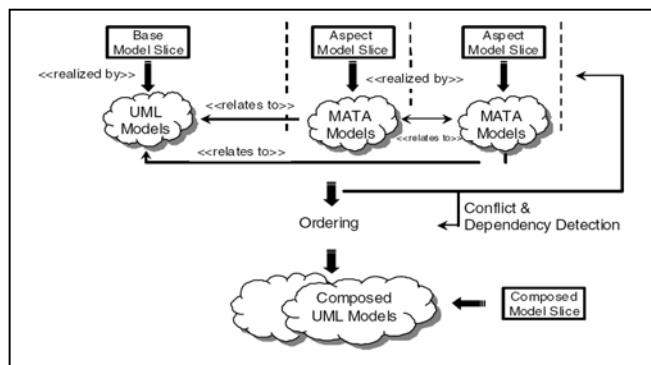 Base
Model Slice
Aspect
Model Slice
Aspect
Model Slice
<<realized by>>
<<realized by>>
UML
Models
<<relates to>>
MATA
Models
<<relates to>>
MATA
Models
<<relates to>>
Ordering
Conflict &
Dependency Detection
Composed
UML Models
Composed
Model Slice